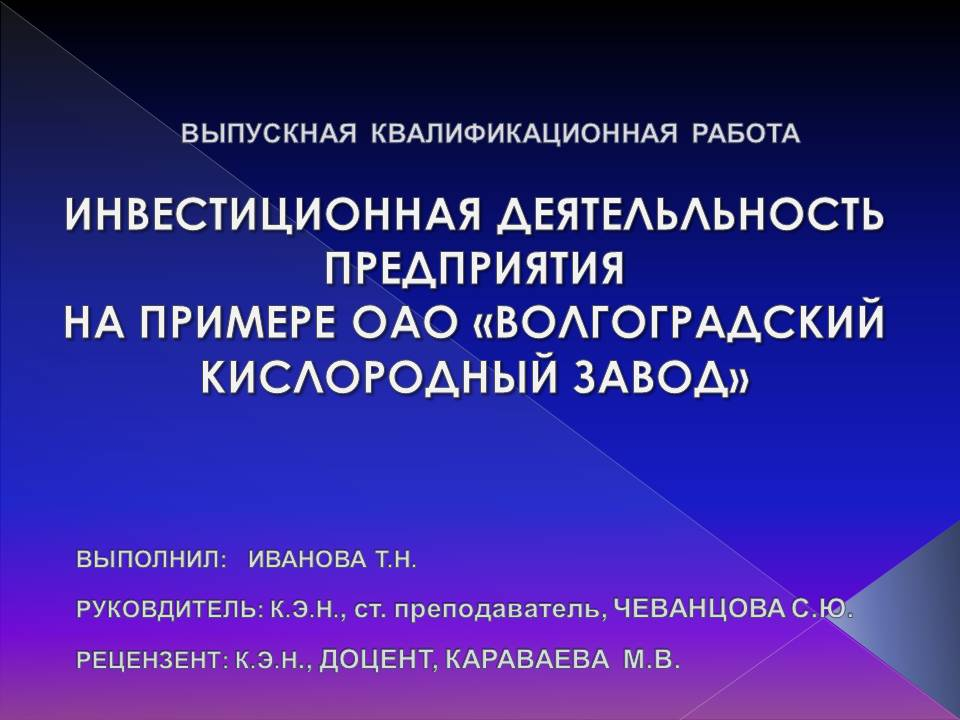 ВЫПУСКНАЯ КВАЛИФИКАЦИОННАЯ РАБОТА
ИНВЕСТИЦИОННАЯ ДЕЯТЕЛЬЛЬНОСТЬ
ПРЕДПРИЯТИЯ
НА ПРИМЕРЕ ОАО «ВОЛГОГРАДСКИЙ
КИСЛОРОДНЫЙ ЗАВОД»
ВЫПОЛНИЛ: ИВАНОВА Т.Н.
РУКОВДИТЕЛЬ: К.Э.Н., ст. преподаватель, ЧЕВАНЦОВА С.Ю.
РЕЦЕНЗЕНТ: К.Э.Н., ДОЦЕНТ, КАРАВАЕВА М.В.